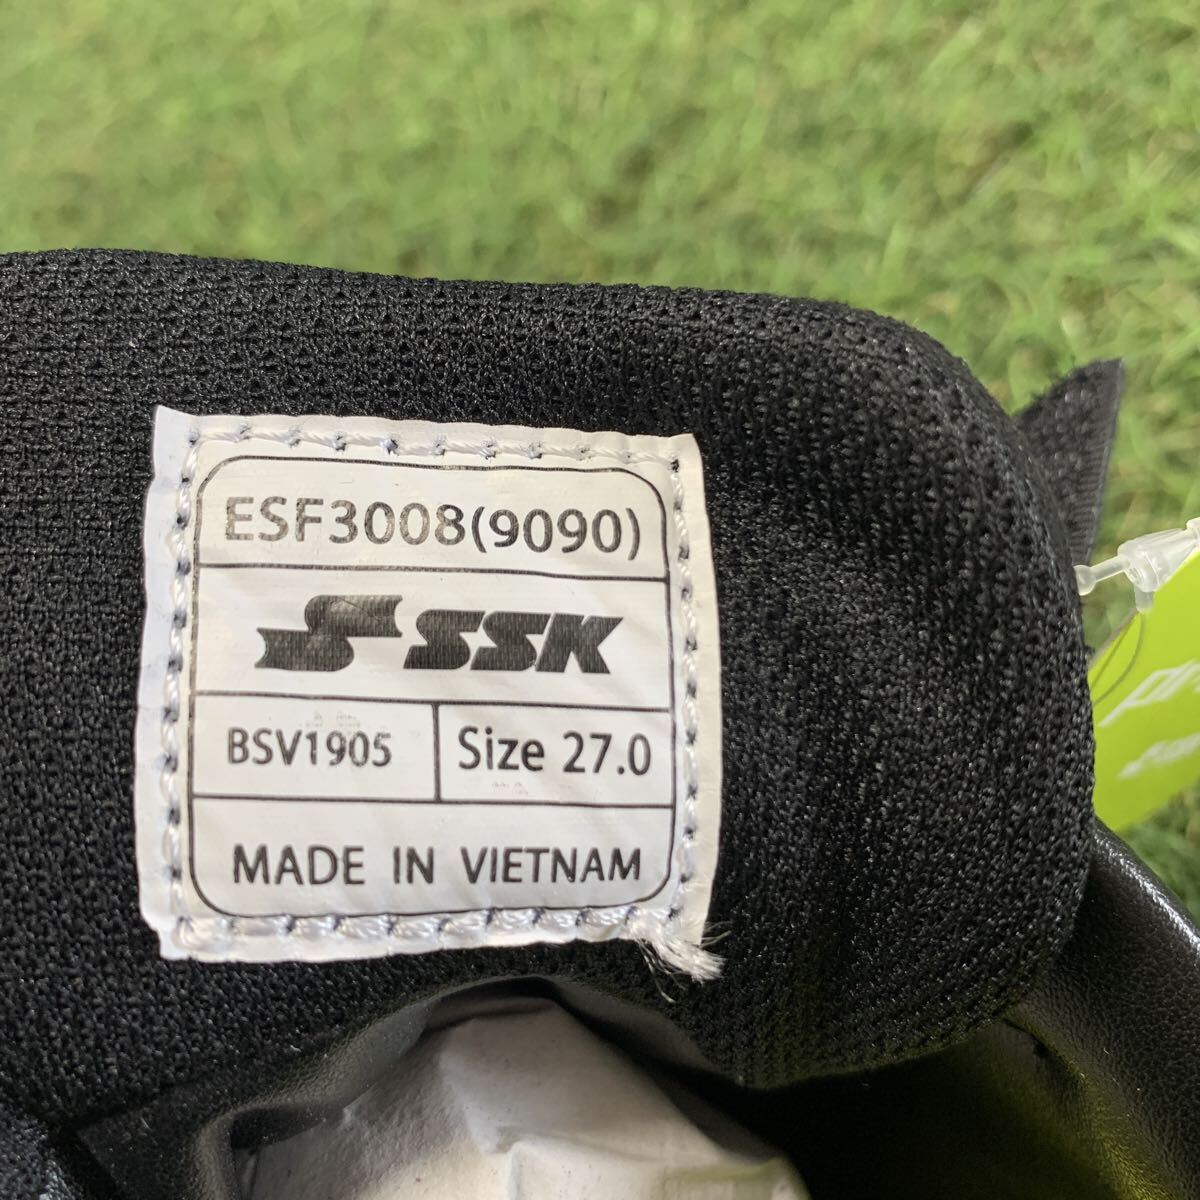 ESF3008(9090)
SSK
BSV1905
Size 27.0
MADE IN VIETNAM